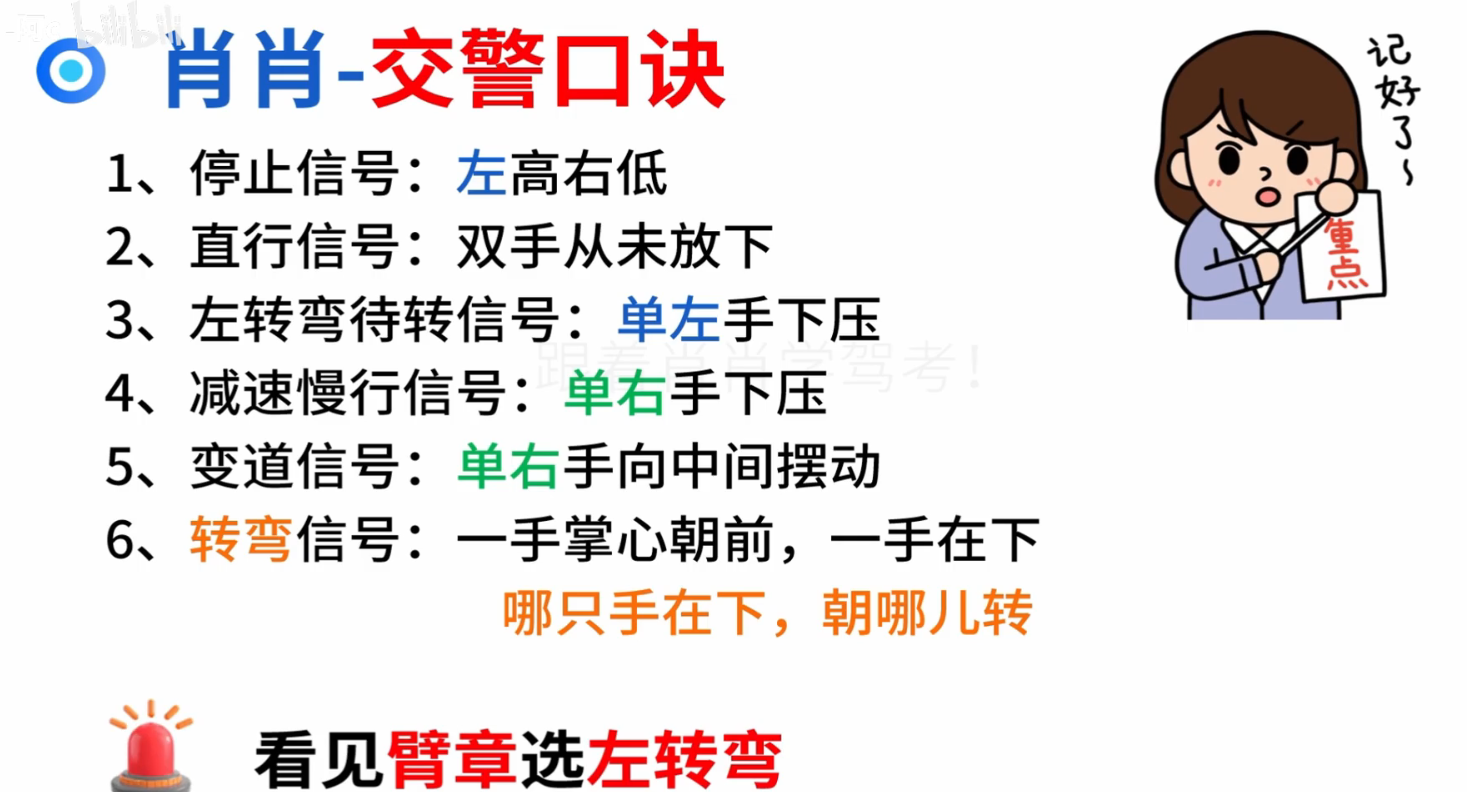 bilibili
肖肖-交警口诀
记好了~
重点
1、停止信号：左高右低
2、直行信号：双手从未放下
3、左转弯待转信号：单左手下压
跟着肖肖学驾考！
4、减速慢行信号：单右手下压
5、变道信号：单右手向中间摆动
6、转弯信号：一手掌心朝前，一手在下
哪只手在下，朝哪儿转
看见臂章选左转弯